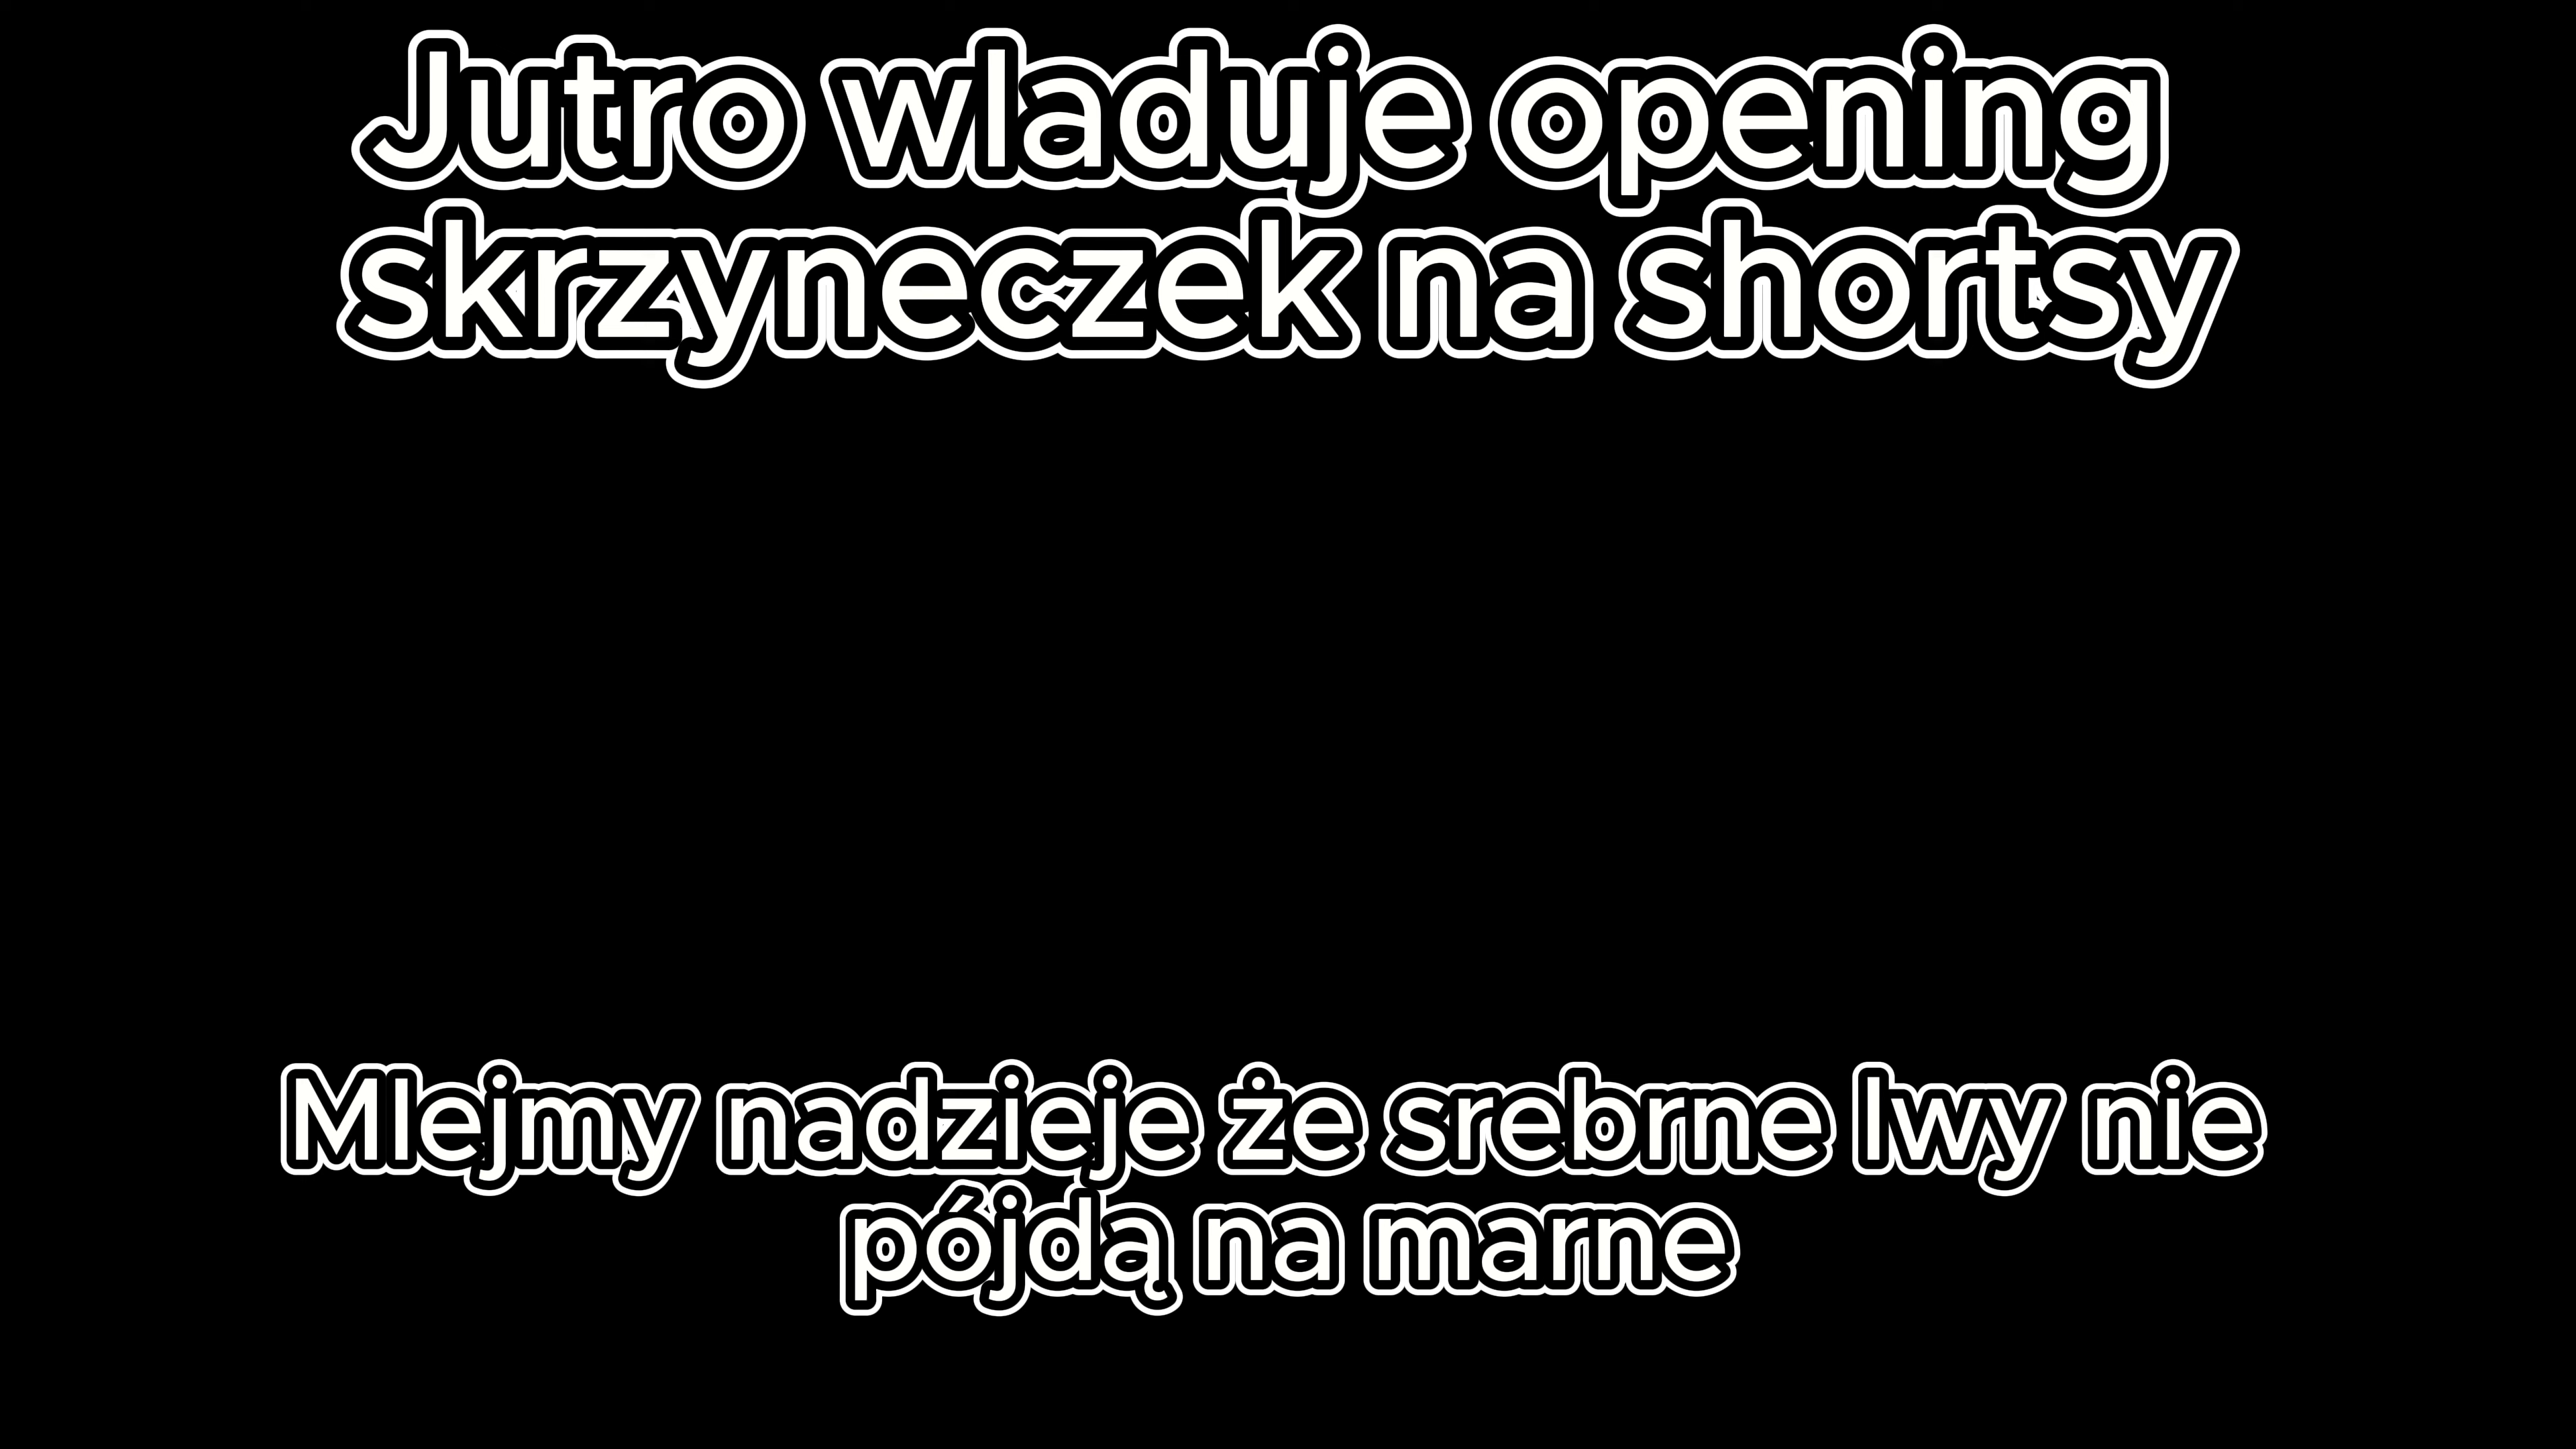 Jutro wladuje opening
skrzyneczek na shortsy
Mlejmy nadzieje że srebrne lwy nie
pójdą na marne